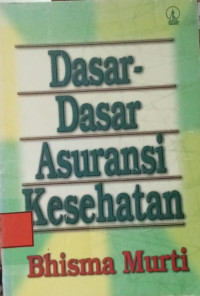 Dasar-
Dasar
Asuransi
Kesehatan
Bhisma Murti